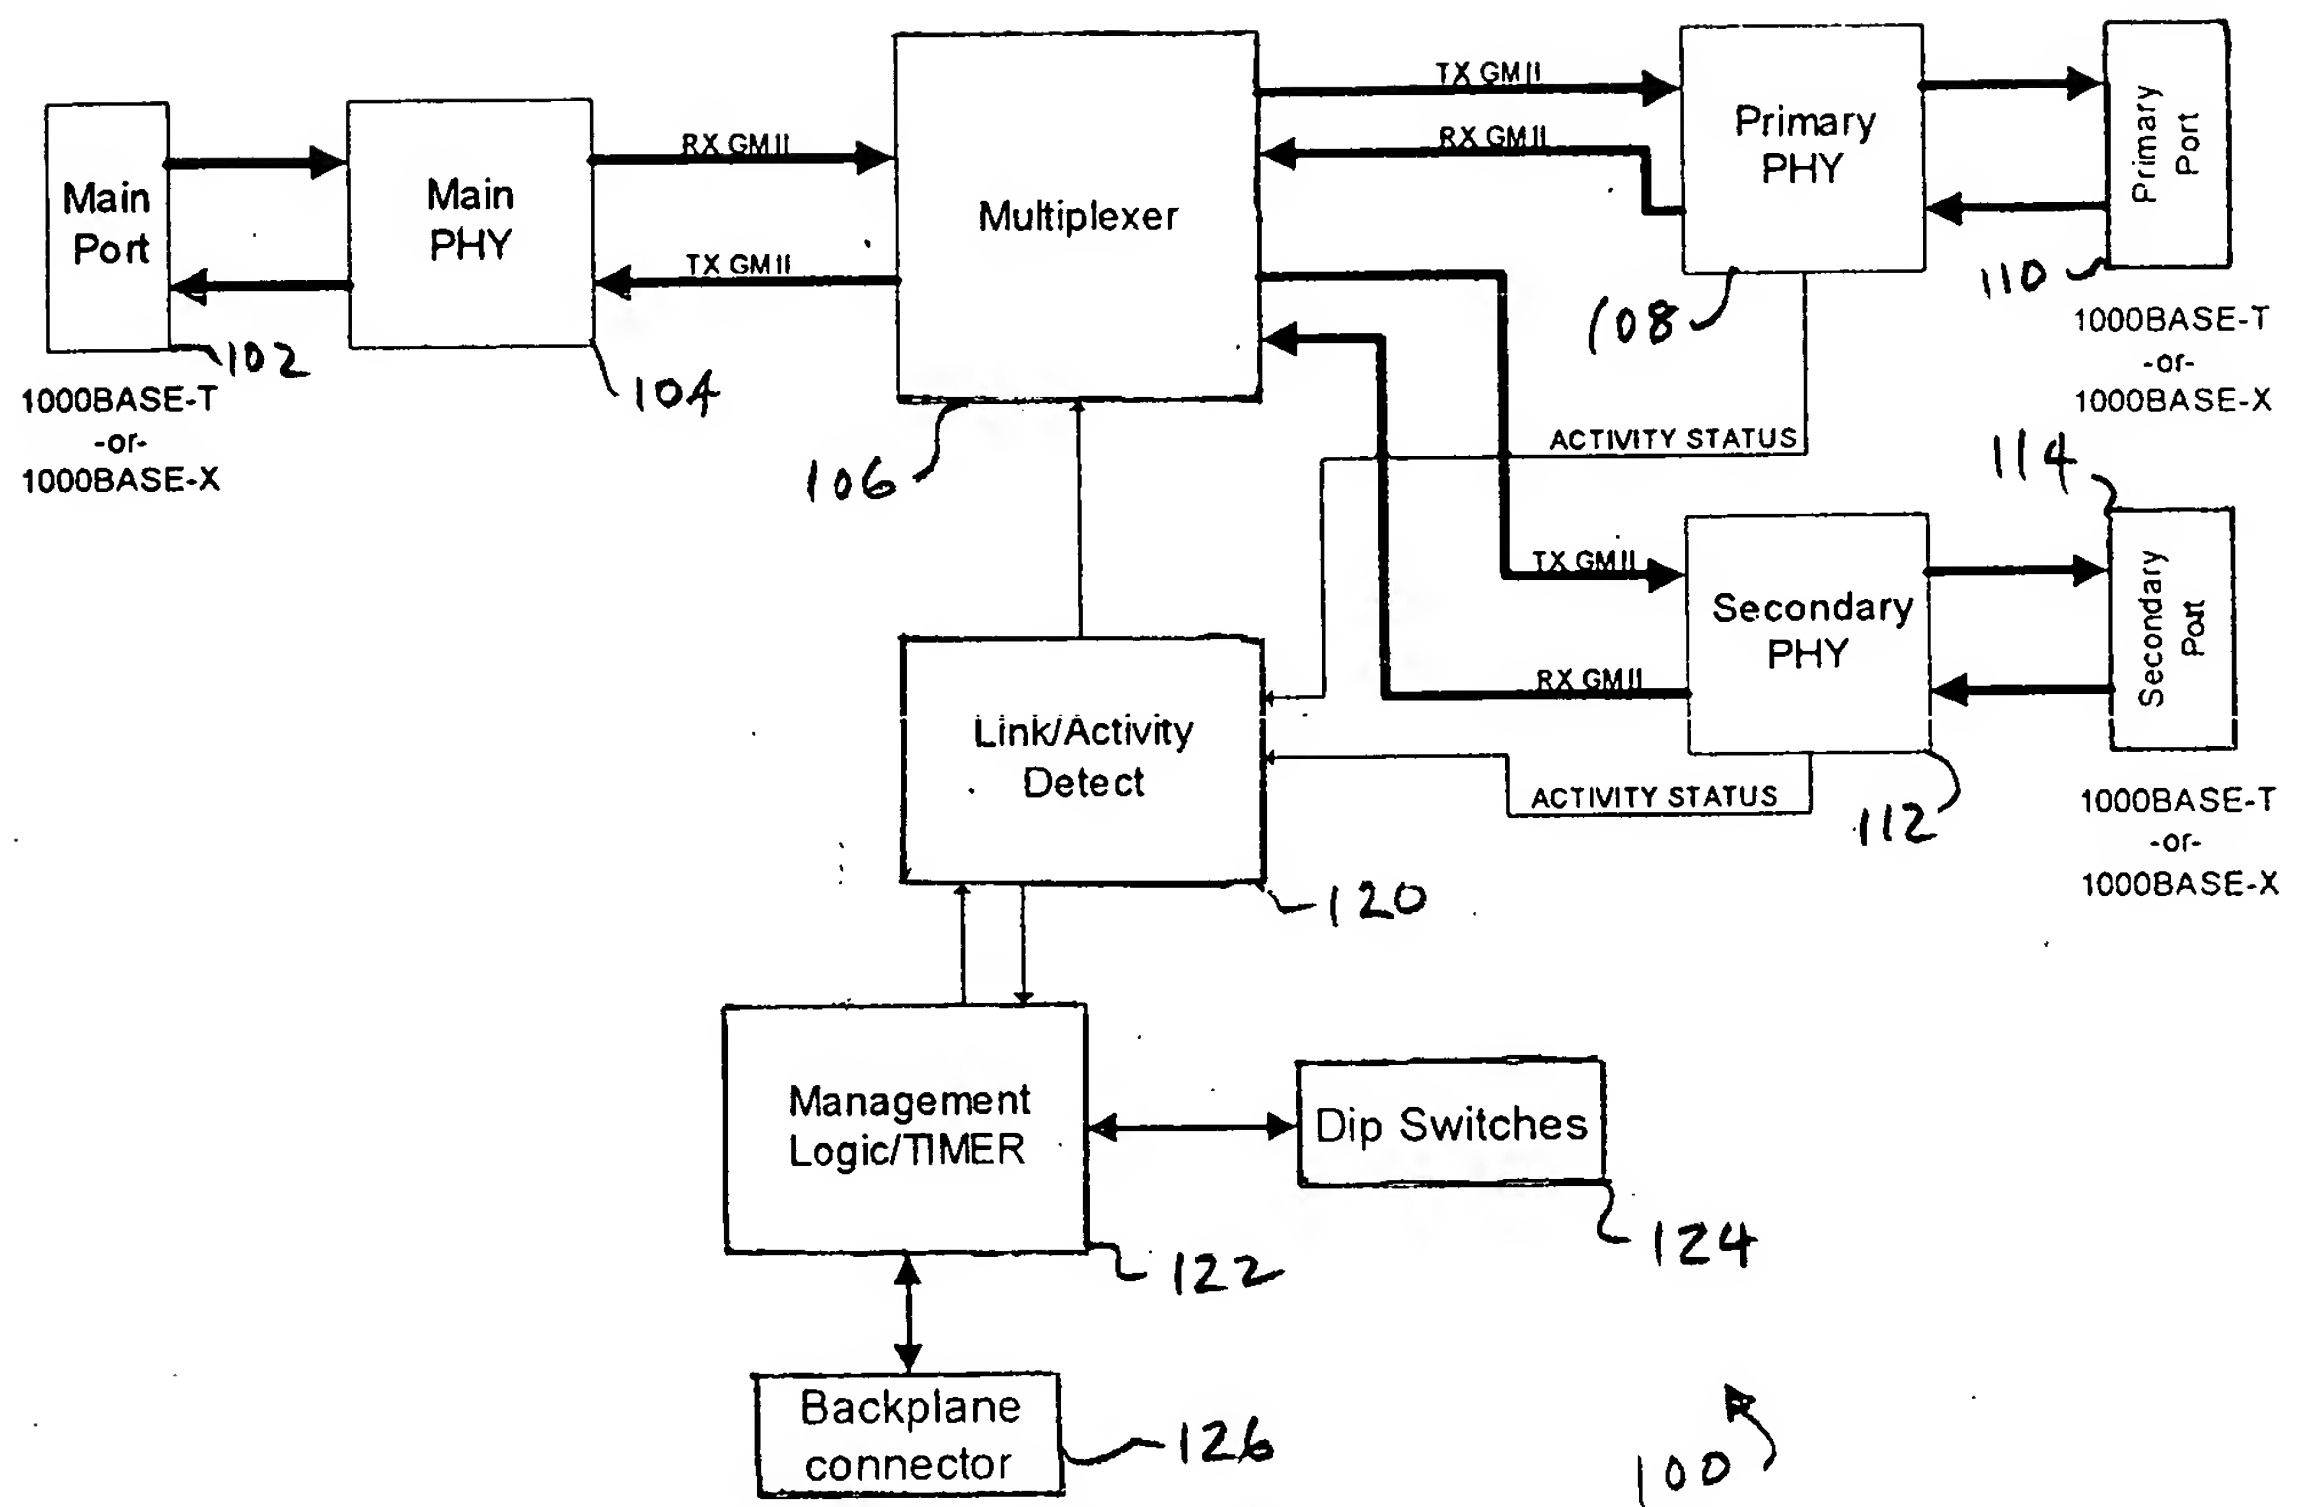 Main
Port
102
1000BASE-T
-or-
1000BASE-X
Main
PHY
104
RX GMII
TX GMII
Multiplexer
106
TX GMII
RX GMII
Primary
PHY
108
Primary
Port
110
1000BASE-T
-or-
1000BASE-X
ACTIVITY STATUS
114
TX GMII
RX GMII
Secondary
PHY
112
Secondary
Port
1000BASE-T
-or-
1000BASE-X
ACTIVITY STATUS
Link/Activity
Detect
120
Management
Logic/TIMER
122
Dip Switches
124
Backplane
connector
126
100